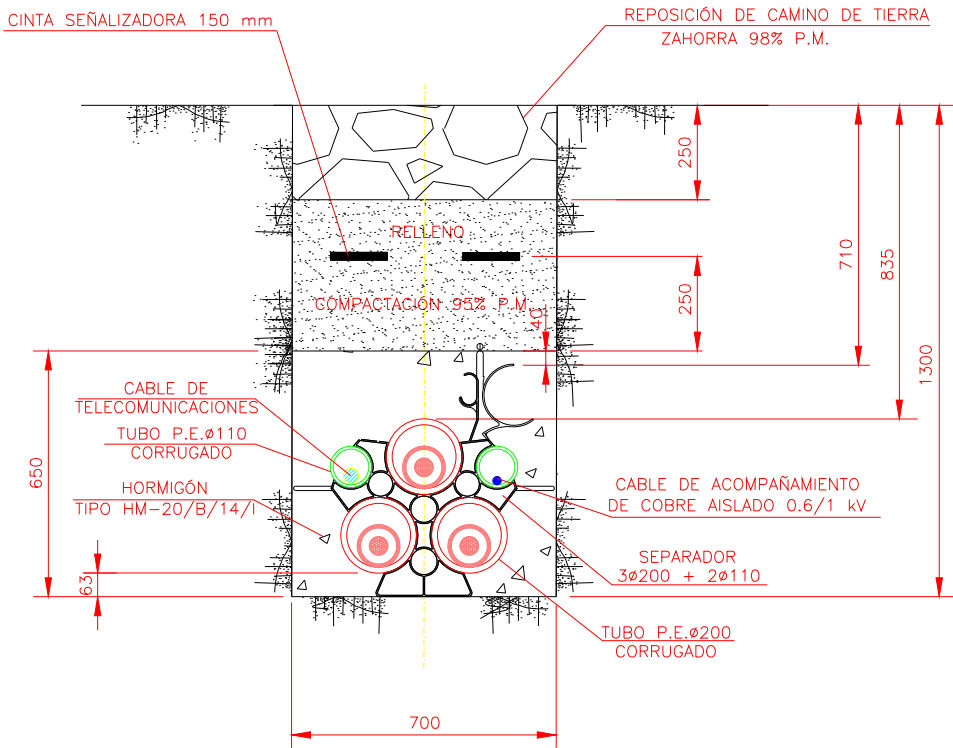 CINTA SEÑALIZADORA 150 mm
REPOSICIÓN DE CAMINO DE TIERRA
ZAHORRA 98% P.M.
250
RELLENO
710
835
250
COMPACTACIÓN 95% P.M.
40
1300
CABLE DE
TELECOMUNICACIONES
TUBO P.E.ø110
CORRUGADO
650
HORMIGÓN
TIPO HM-20/B/14/I
CABLE DE ACOMPAÑAMIENTO
DE COBRE AISLADO 0.6/1 kV
SEPARADOR
3ø200 + 2ø110
63
TUBO P.E.ø200
CORRUGADO
700